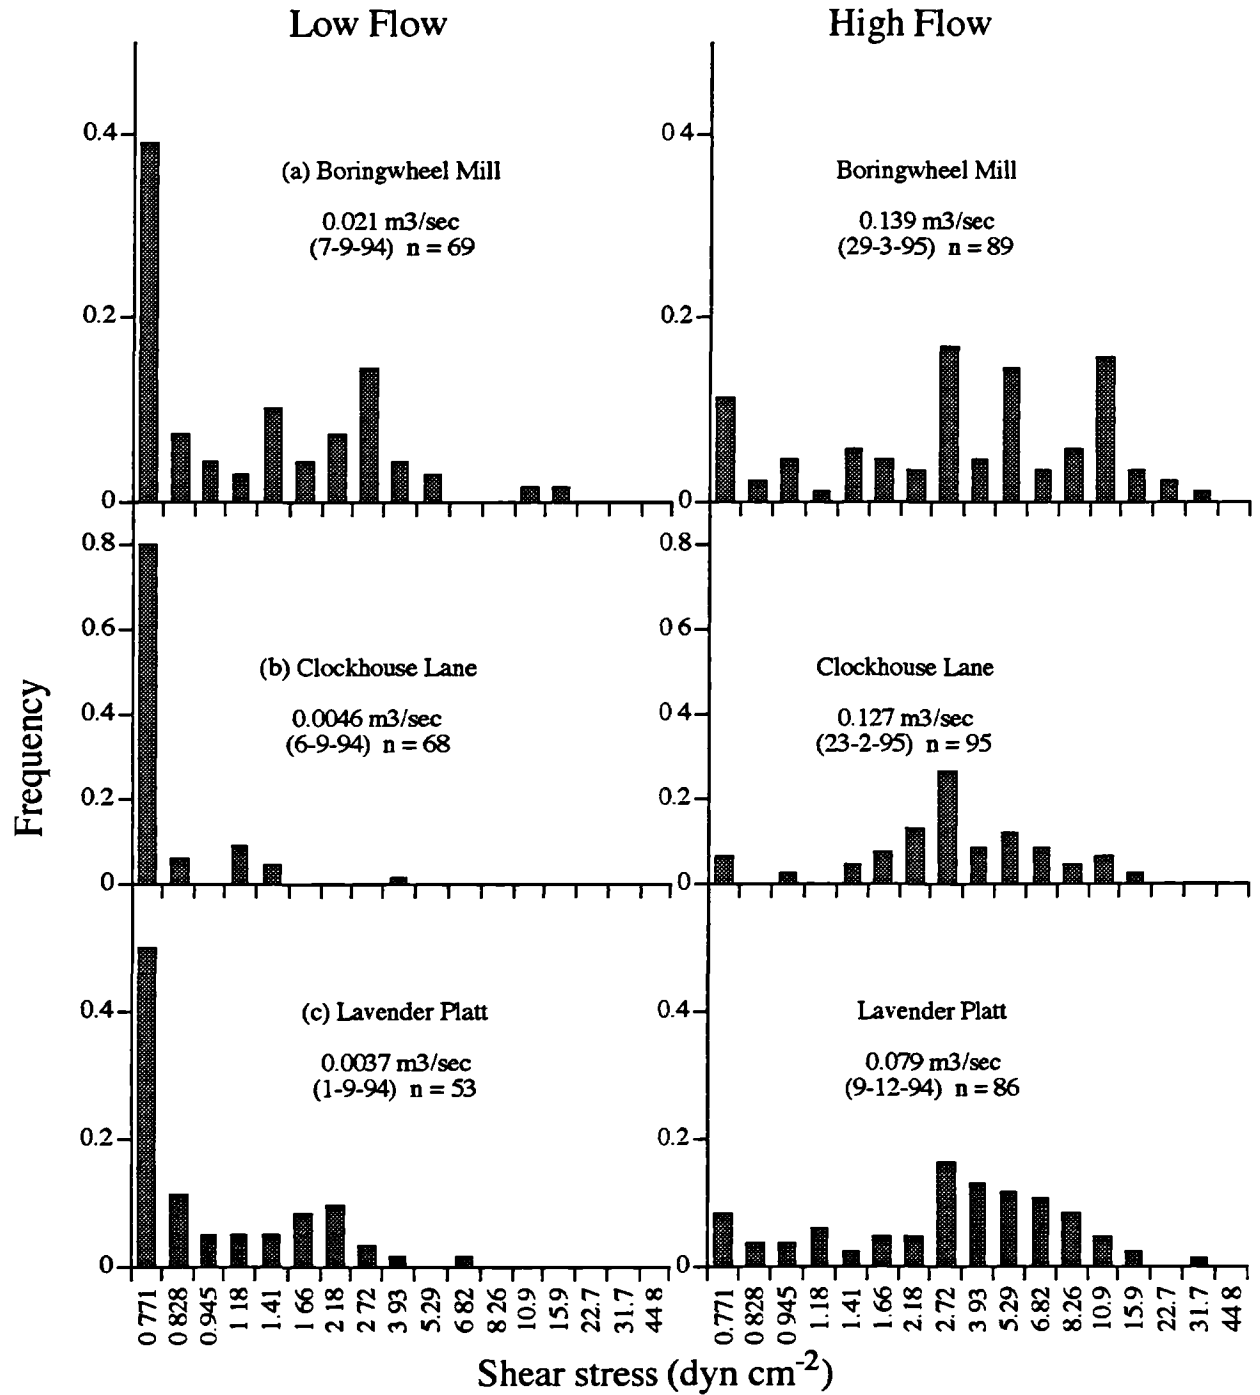 Low Flow
High Flow
0.4
0.2
0
(a) Boringwheel Mill
0.021 m3/sec
(7-9-94) n = 69
0 4
0.2
0
Boringwheel Mill
0.139 m3/sec
(29-3-95) n = 89
0.8
0.6
0.4
0.2
0
(b) Clockhouse Lane
0.0046 m3/sec
(6-9-94) n = 68
0.8
0 6
0 4
0.2
0
Clockhouse Lane
0.127 m3/sec
(23-2-95) n = 95
Frequency
0.4
0.2
0
(c) Lavender Platt
0.0037 m3/sec
(1-9-94) n = 53
0.4
0.2
0
Lavender Platt
0.079 m3/sec
(9-12-94) n = 86
0 771
0 828
0.945
1 18
1.41
1 66
2 18
2 72
3 93
5.29
6 82
8.26
10.9
15.9
22.7
31.7
44.8
0.771
0 828
0 945
1.18
1.41
1.66
2.18
2.72
3 93
5.29
6.82
8.26
10.9
15.9
22.7
31.7
44 8
Shear stress (dyn cm⁻²)